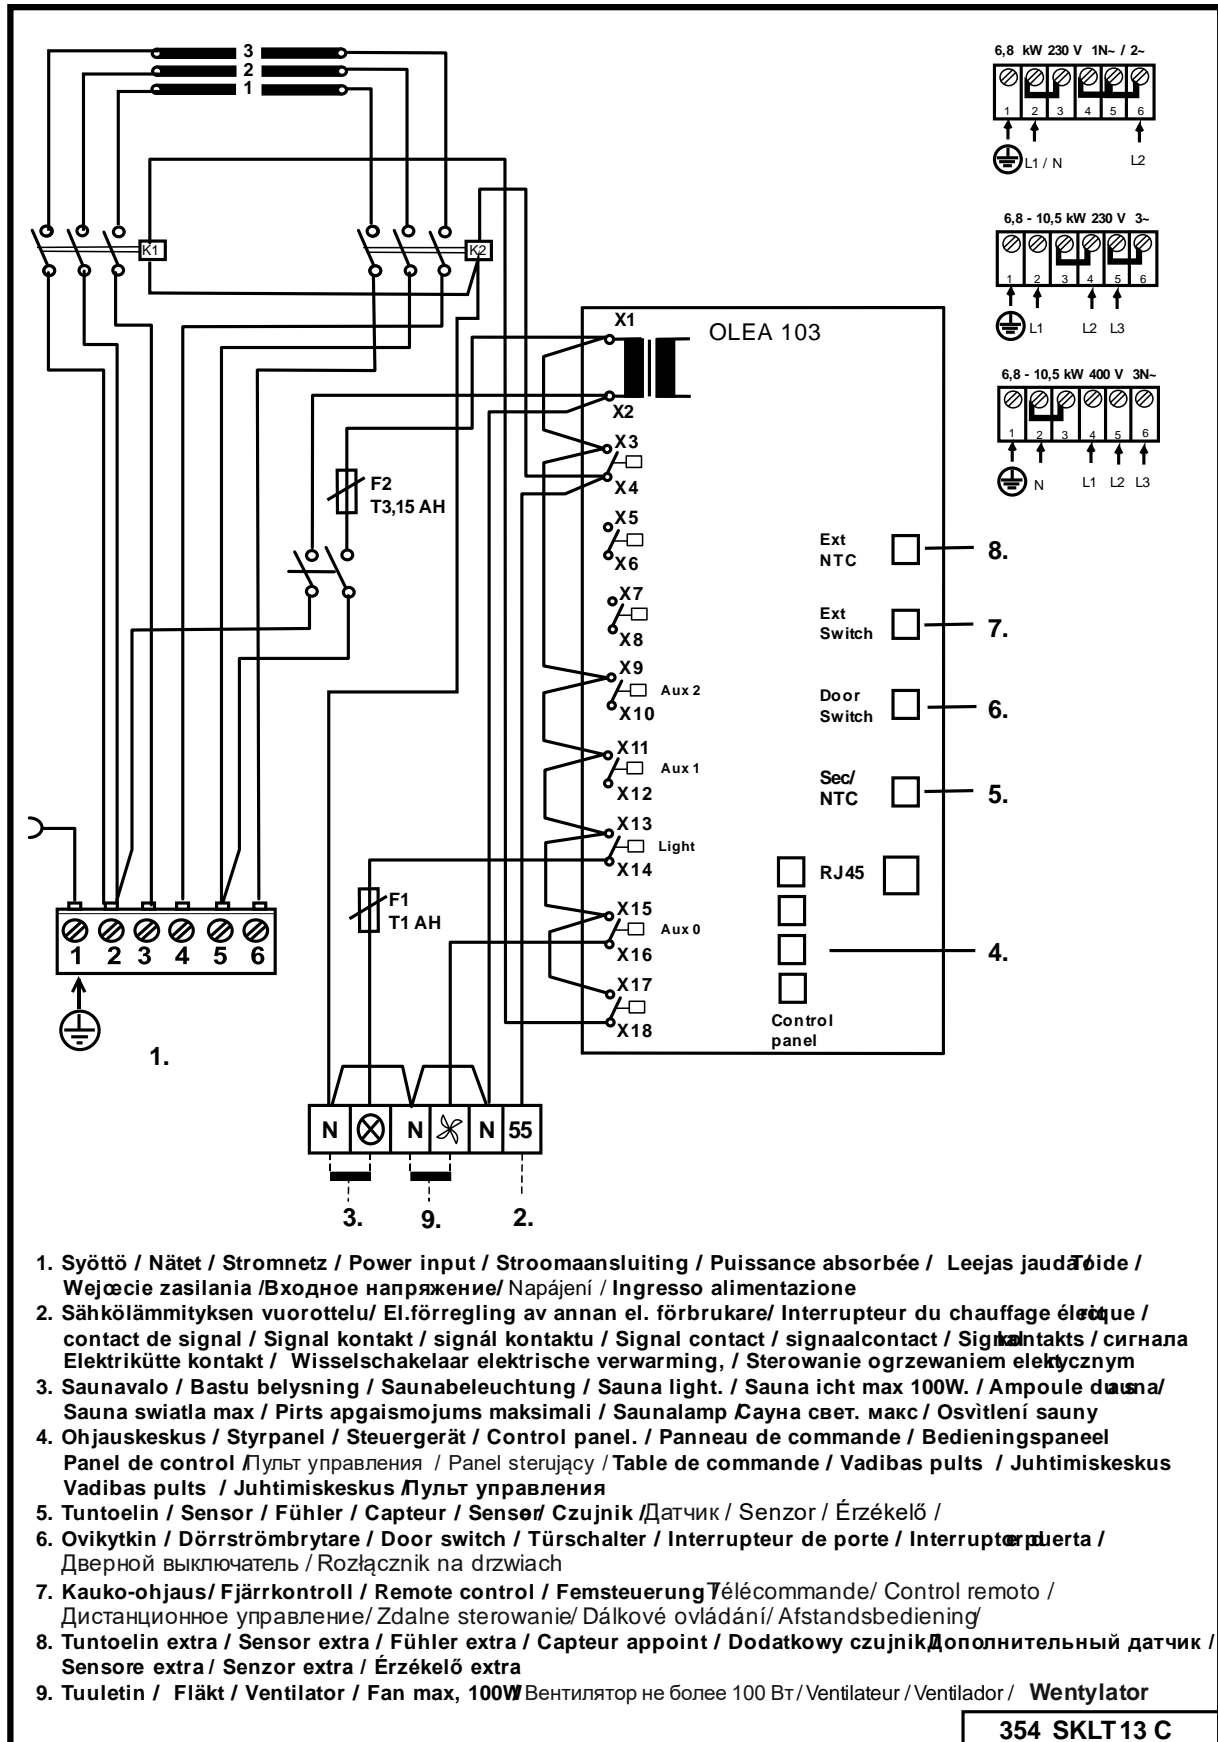 3
2
1
6,8 kW 230 V 1N~ / 2~
1 2 3 4 5 6
L1 / N L2
K1
K2
6,8 - 10,5 kW 230 V 3~
1 2 3 4 5 6
L1 L2 L3
X1
OLEA 103
X2
6,8 - 10,5 kW 400 V 3N~
1 2 3 4 5 6
N L1 L2 L3
X3
X4
F2
T3,15 AH
X5
X6
Ext
NTC
8.
X7
X8
Ext
Switch
7.
X9
Aux 2
X10
Door
Switch
6.
X11
Aux 1
X12
Sec/
NTC
5.
X13
Light
X14
RJ45
F1
T1 AH
X15
Aux 0
X16
4.
X17
X18
Control
panel
1 2 3 4 5 6
1.
N N N 55
3. 9. 2.
1. Syöttö / Nätet / Stromnetz / Power input / Stroomaansluiting / Puissance absorbée / Leejas jauda / Toide /
Wejœcie zasilania /Входное напряжение/ Napájení / Ingresso alimentazione
2. Sähkölämmityksen vuorottelu/ El.förregling av annan el. förbrukare/ Interrupteur du chauffage /
contact de signal / Signal kontakt / signál kontaktu / Signal contact / signaalcontact / / сигнала
Elektrikütte kontakt / Wisselschakelaar elektrische verwarming, / Sterowanie ogrzewaniem
3. Saunavalo / Bastu belysning / Saunabeleuchtung / Sauna light. / Sauna icht max 100W. / Ampoule /
Sauna swiatla max / Pirts apgaismojums maksimali / Saunalamp /Сауна свет. макс / Osvìtlení sauny
4. Ohjauskeskus / Styrpanel / Steuergerät / Control panel. / Panneau de commande / Bedieningspaneel
Panel de control /Пульт управления / Panel sterujący / Table de commande / Vadibas pults / Juhtimiskeskus
Vadibas pults / Juhtimiskeskus /Пульт управления
5. Tuntoelin / Sensor / Fühler / Capteur / Sensor/ Czujnik /Датчик / Senzor / Érzékelő /
6. Ovikytkin / Dörrströmbrytare / Door switch / Türschalter / Interrupteur de porte / /
Дверной выключатель / Rozłącznik na drzwiach
7. Kauko-ohjaus/ Fjärrkontroll / Remote control / Femsteuerung /Télécommande/ Control remoto /
Дистанционное управление/ Zdalne sterowanie/ Dálkové ovládání/ Afstandsbediening/
8. Tuntoelin extra / Sensor extra / Fühler extra / Capteur appoint / Dodatkowy czujnik Дополнительный датчик /
Sensore extra / Senzor extra / Érzékelő extra
9. Tuuletin / Fläkt / Ventilator / Fan max, 100W/ Вентилятор не более 100 Вт / Ventilateur / Ventilador / Wentylator
354 SKLT 13 C